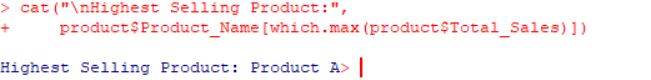 > cat("\nHighest Selling Product:",
+     product$Product_Name[which.max(product$Total_Sales)])
Highest Selling Product: Product A>